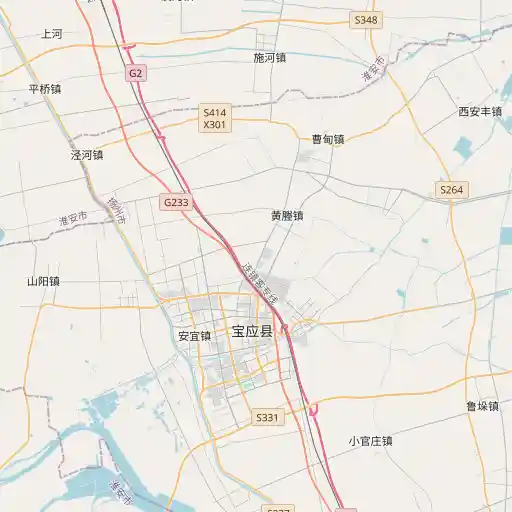 S348
上河
施河镇
淮安市
G2
平桥镇
S414
X301
西安丰镇
曹甸镇
泾河镇
S264
G233
扬州市
淮安市
黄塍镇
连镇客专线
山阳镇
宝应县
安宜镇
鲁垛镇
S331
小官庄镇
淮安市